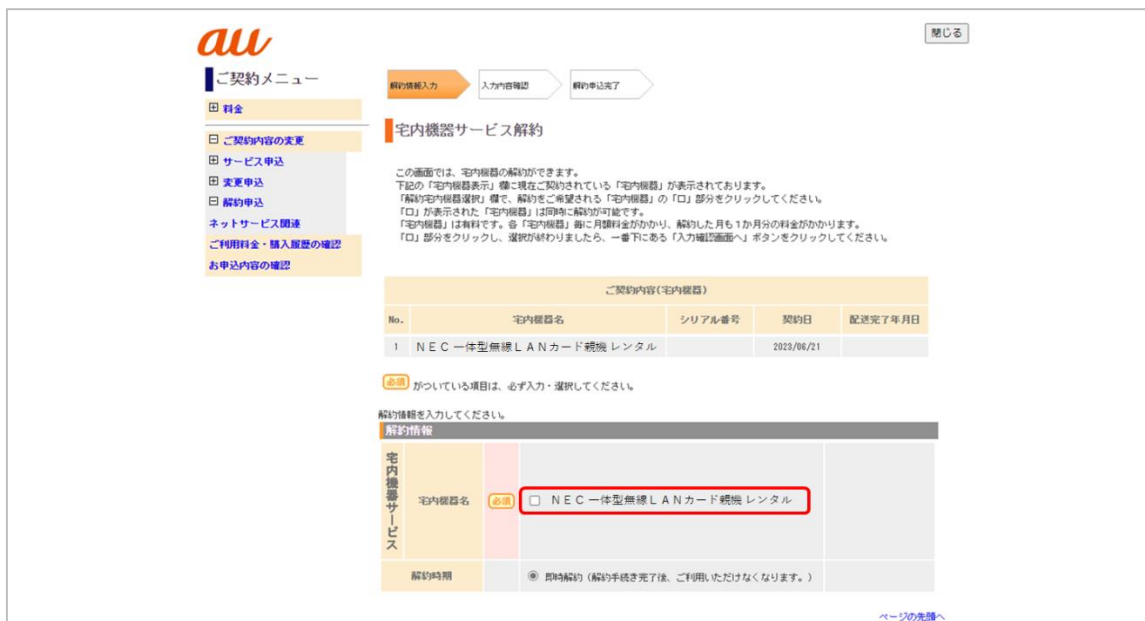 au
閉じる
ご契約メニュー
料金
ご契約内容の変更
サービス申込
変更申込
解約申込
ネットサービス関連
ご利用料金・購入履歴の確認
お申込内容の確認
解約情報入力
入力内容確認
解約申込完了
宅内機器サービス解約
この画面では、宅内機器の解約ができます。
下記の「宅内機器表示」欄に現在ご契約されている「宅内機器」が表示されております。
「解約宅内機器選択」欄で、解約をご希望される「宅内機器」の「口」部分をクリックしてください。
「口」が表示された「宅内機器」は同時に解約が可能です。
「宅内機器」は有料です。各「宅内機器」毎に月額料金がかかり、解約した月も1か月分の料金がかかります。
「口」部分をクリックし、選択が終わりましたら、一番下にある「入力確認画面へ」ボタンをクリックしてください。
ご契約内容(宅内機器)
No. 宅内機器名 シリアル番号 契約日 配送完了年月日
1 NEC一体型無線LANカード親機レンタル 2023/06/21
必須 がついている項目は、必ず入力・選択してください。
解約情報を入力してください。
解約情報
宅内機器サービス
宅内機器名 必須 NEC一体型無線LANカード親機レンタル
解約時期 即時解約（解約手続き完了後、ご利用いただけなくなります。）
ページの先頭へ